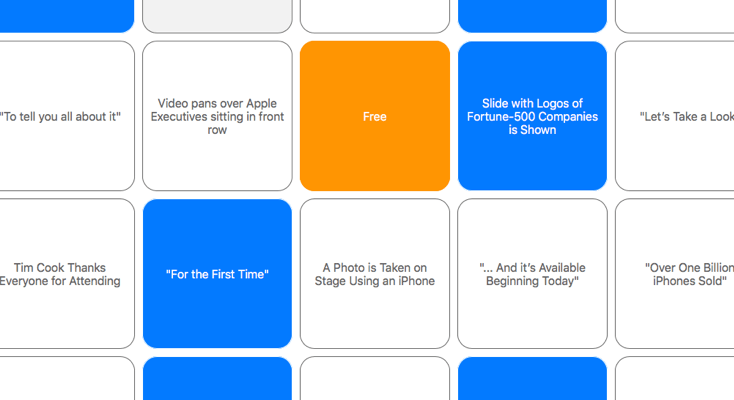 "To tell you all about it"
Video pans over Apple
Executives sitting in front
row
Free
Slide with Logos of
Fortune-500 Companies
is Shown
"Let's Take a Look
Tim Cook Thanks
Everyone for Attending
"For the First Time"
A Photo is Taken on
Stage Using an iPhone
"... And it's Available
Beginning Today"
"Over One Billion
iPhones Sold"